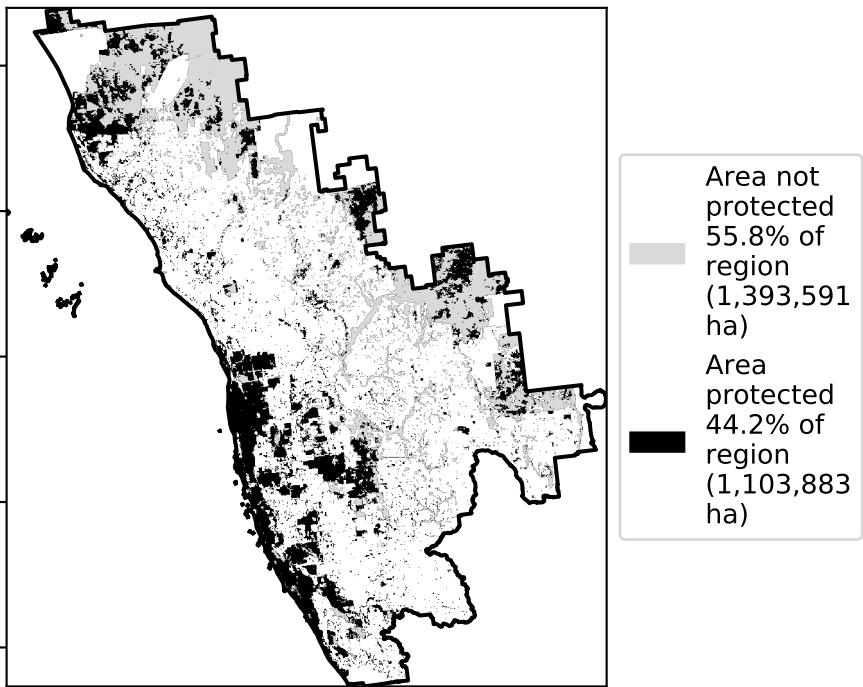 Area not
protected
55.8% of
region
(1,393,591
ha)
Area
protected
44.2% of
region
(1,103,883
ha)